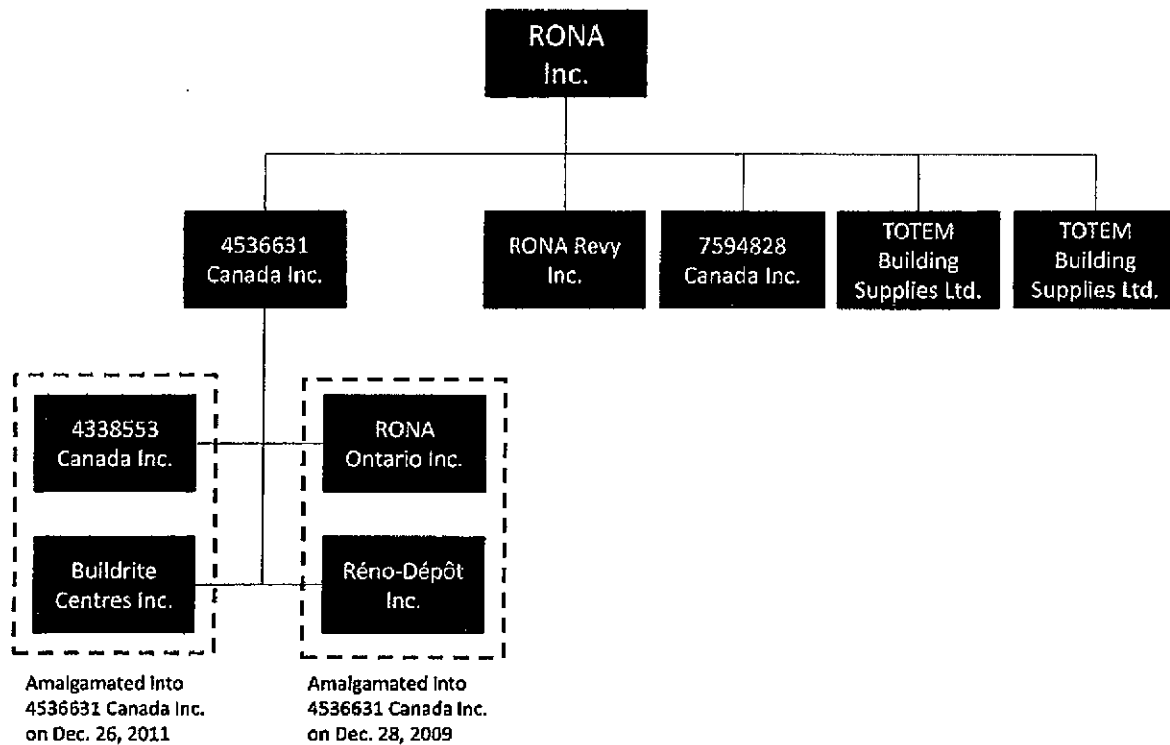 RONA
Inc.
4536631
Canada Inc.
RONA Revy
Inc.
7594828
Canada Inc.
TOTEM
Building
Supplies Ltd.
TOTEM
Building
Supplies Ltd.
4338553
Canada Inc.
RONA
Ontario Inc.
Buildrite
Centres Inc.
Réno-Dépôt
Inc.
Amalgamated into
4536631 Canada Inc.
on Dec. 26, 2011
Amalgamated into
4536631 Canada Inc.
on Dec. 28, 2009